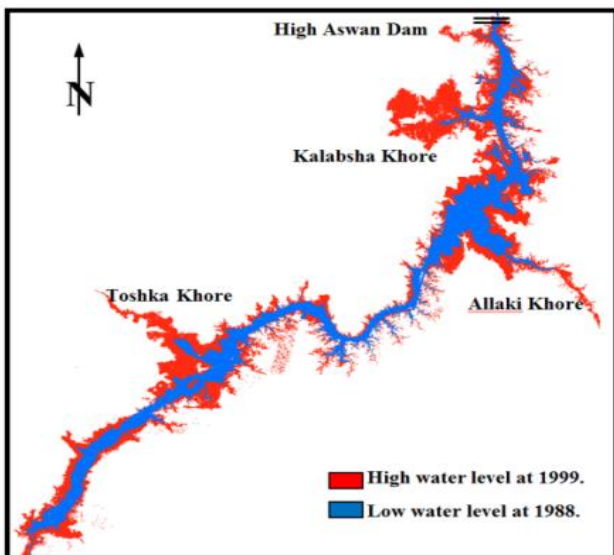 High Aswan Dam
N
Kalabsha Khore
Toshka Khore
Allaki Khore
High water level at 1999.
Low water level at 1988.